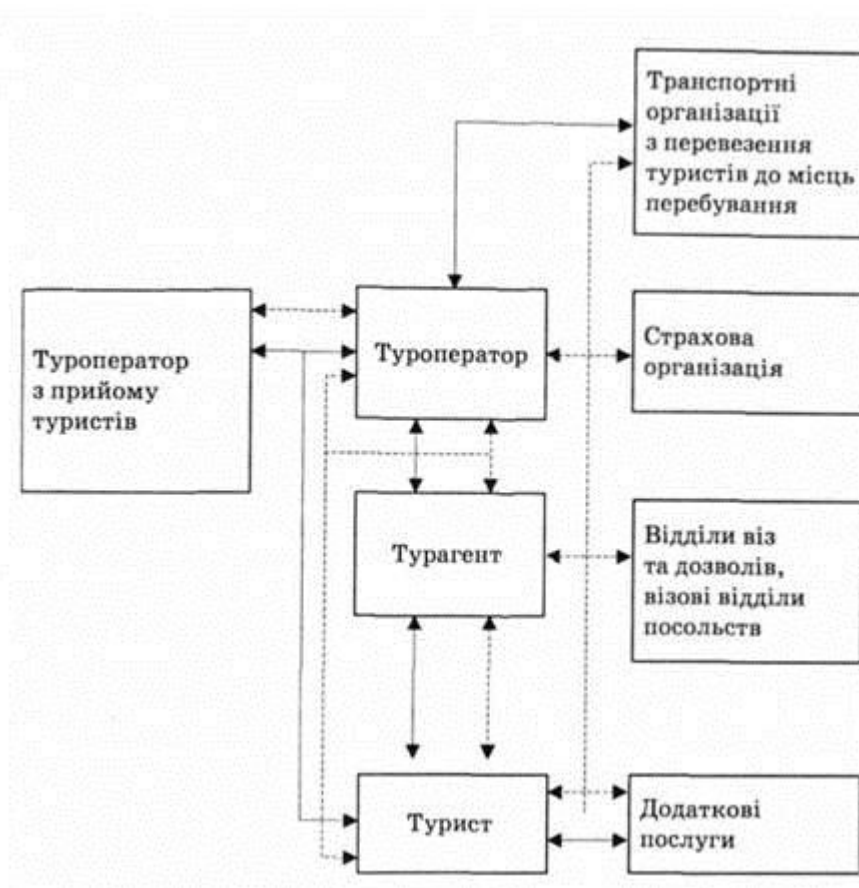 Транспортні
організації
з перевезення
туристів до місць
перебування
Туроператор
з прийому
туристів
Туроператор
Страхова
організація
Турагент
Відділи віз
та дозволів,
візові відділи
посольств
Турист
Додаткові
послуги